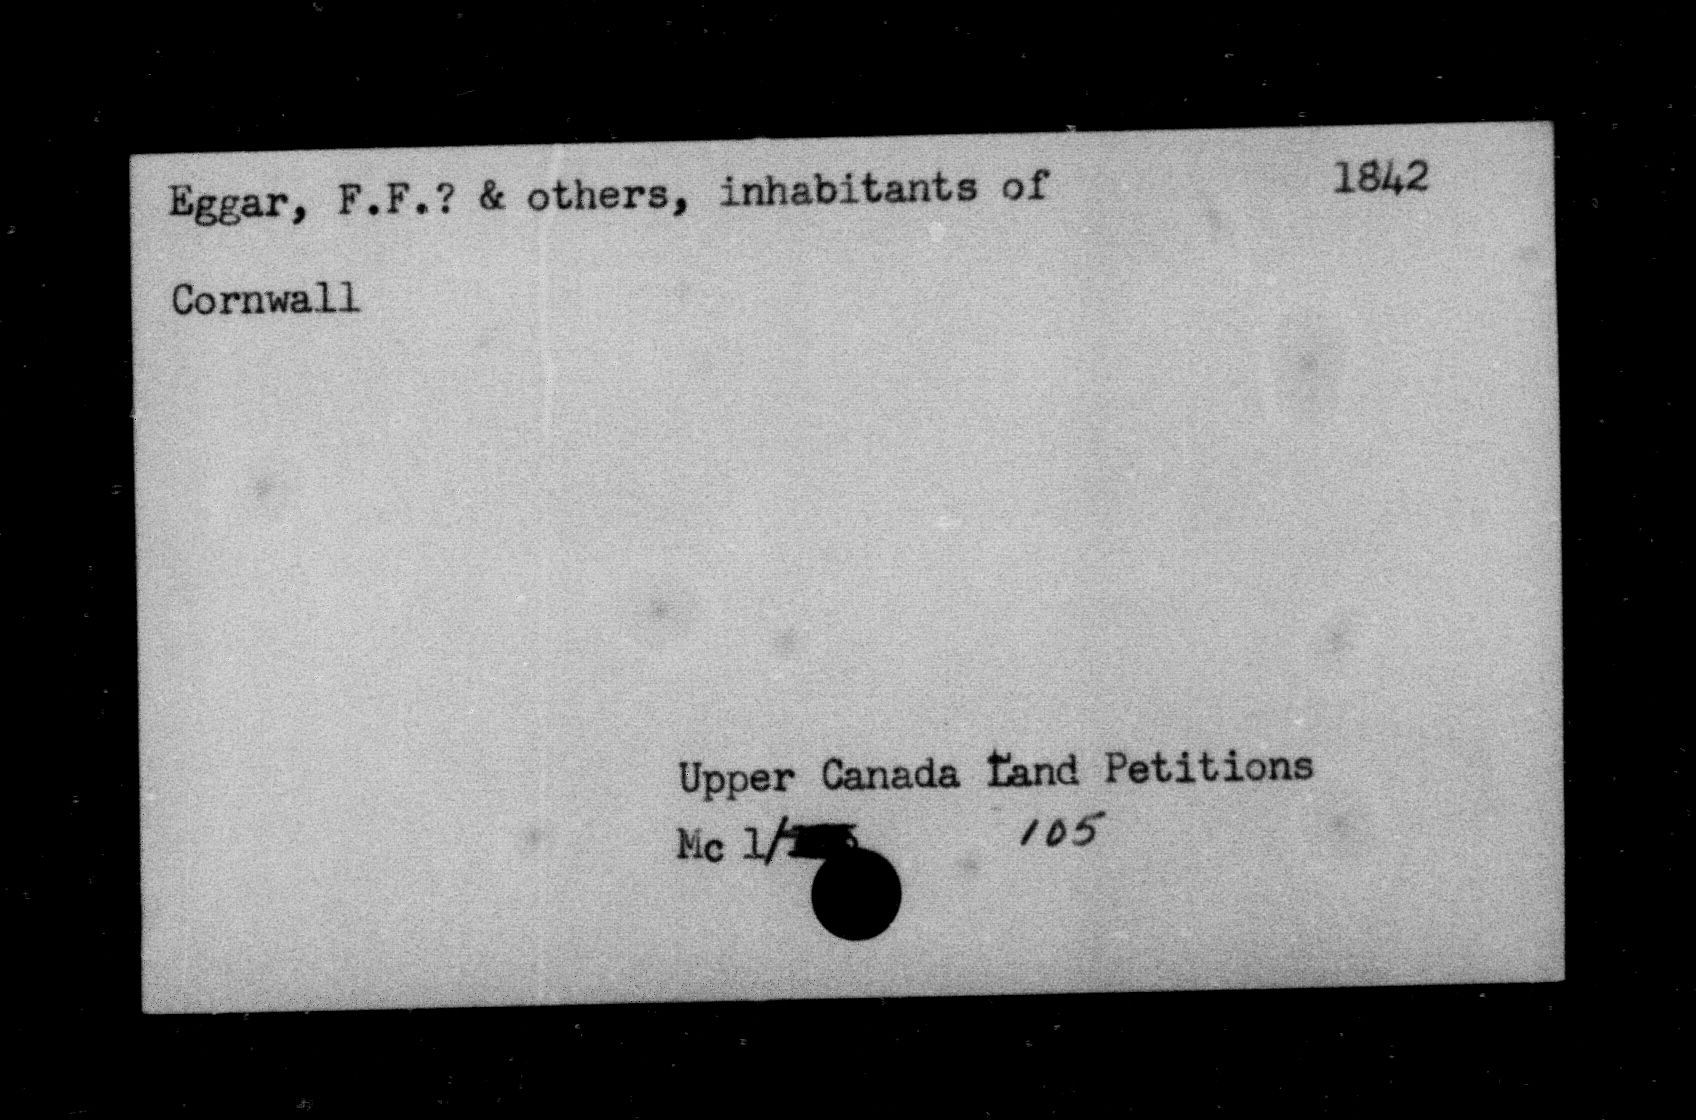 Eggar, F.F.? & others, inhabitants of 1842
Cornwall
Upper Canada Land Petitions
Mc 1/ 105